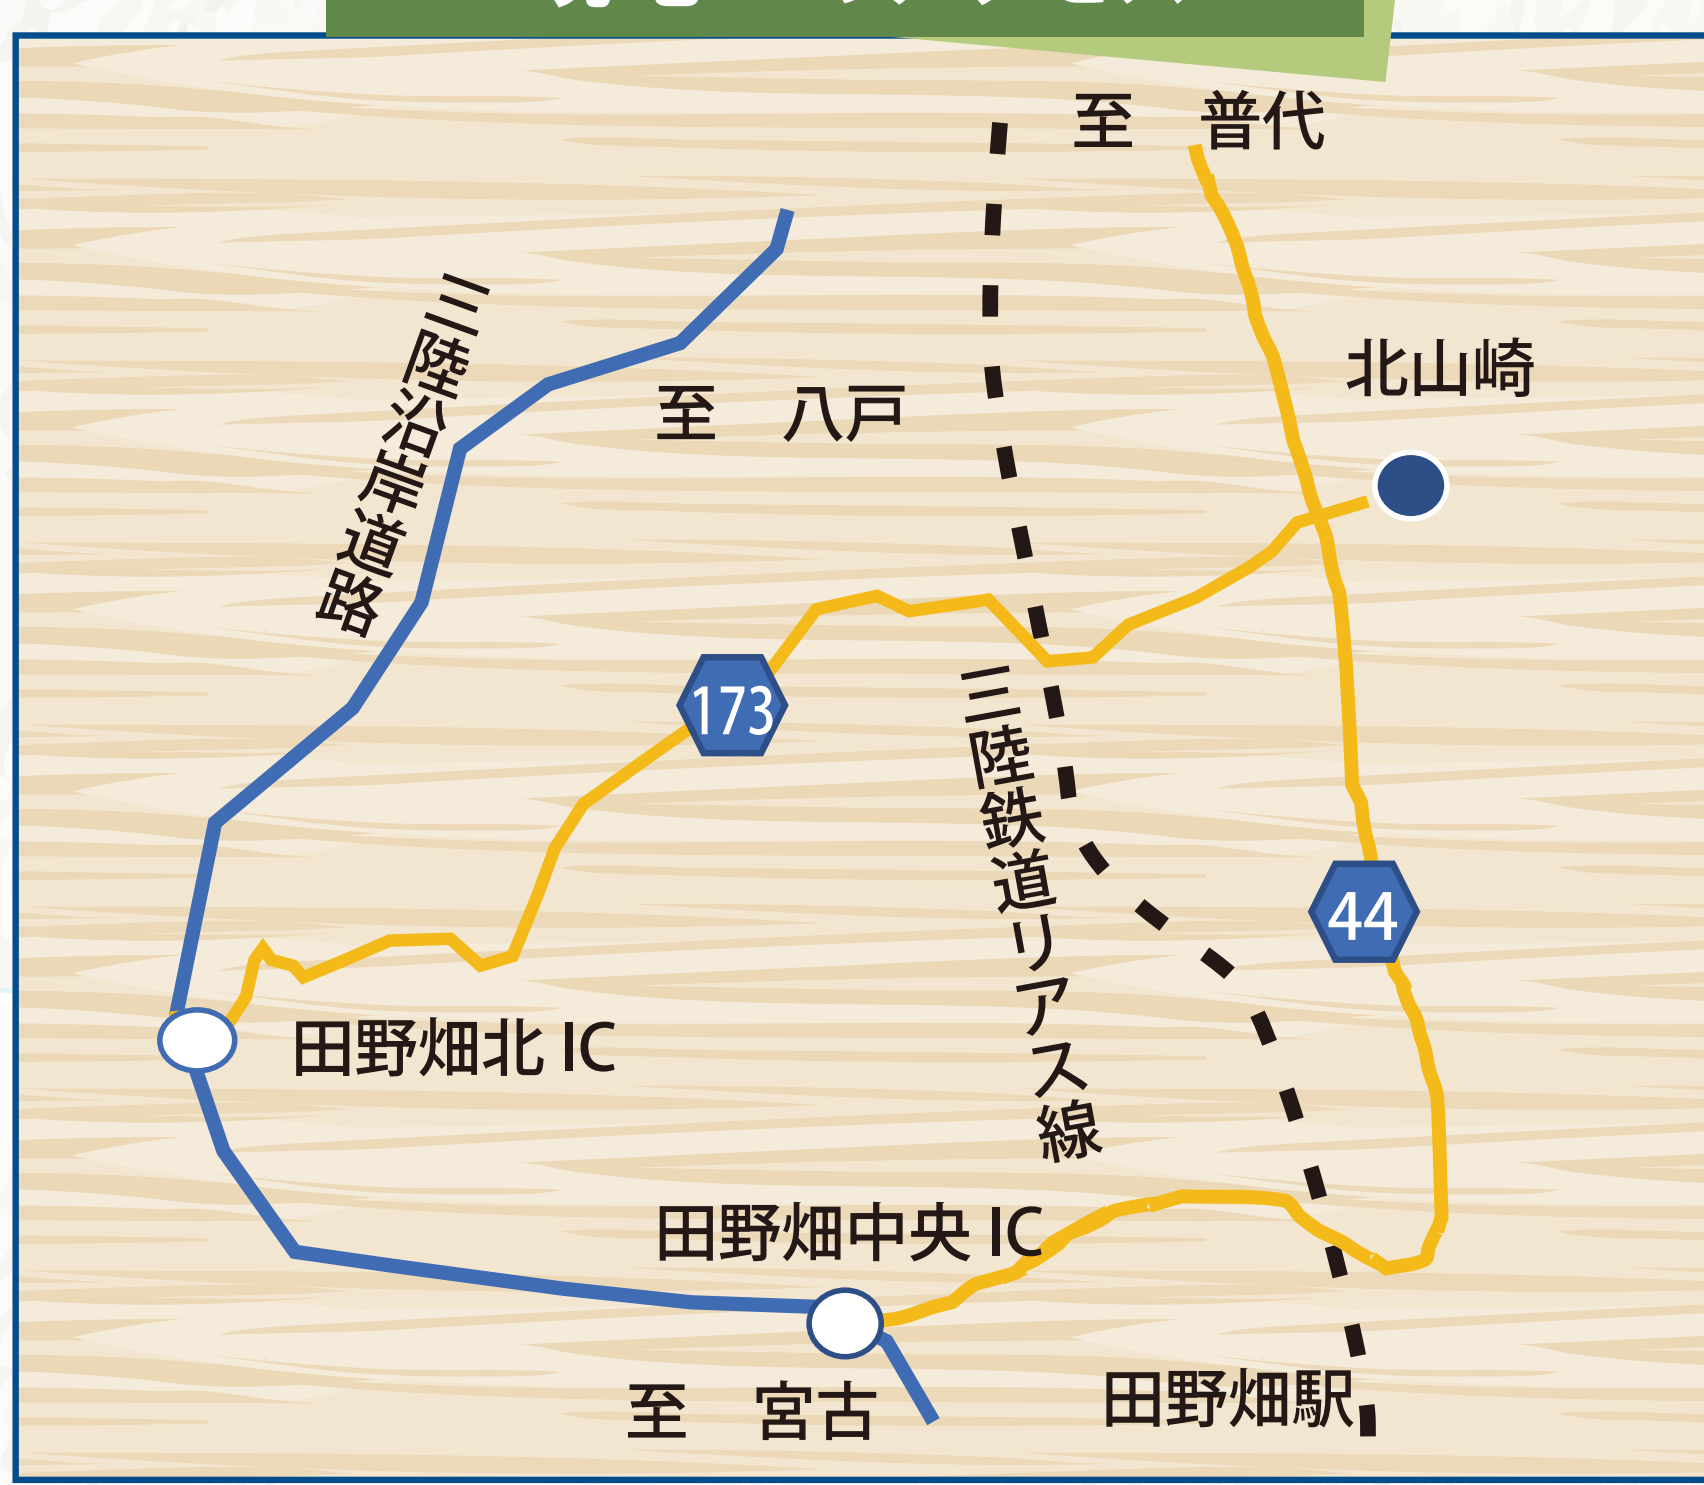 至　普代
北山崎
三陸沿岸道路
至　八戸
173
三陸鉄道リアス線
44
田野畑北 IC
田野畑中央 IC
田野畑駅
至　宮古